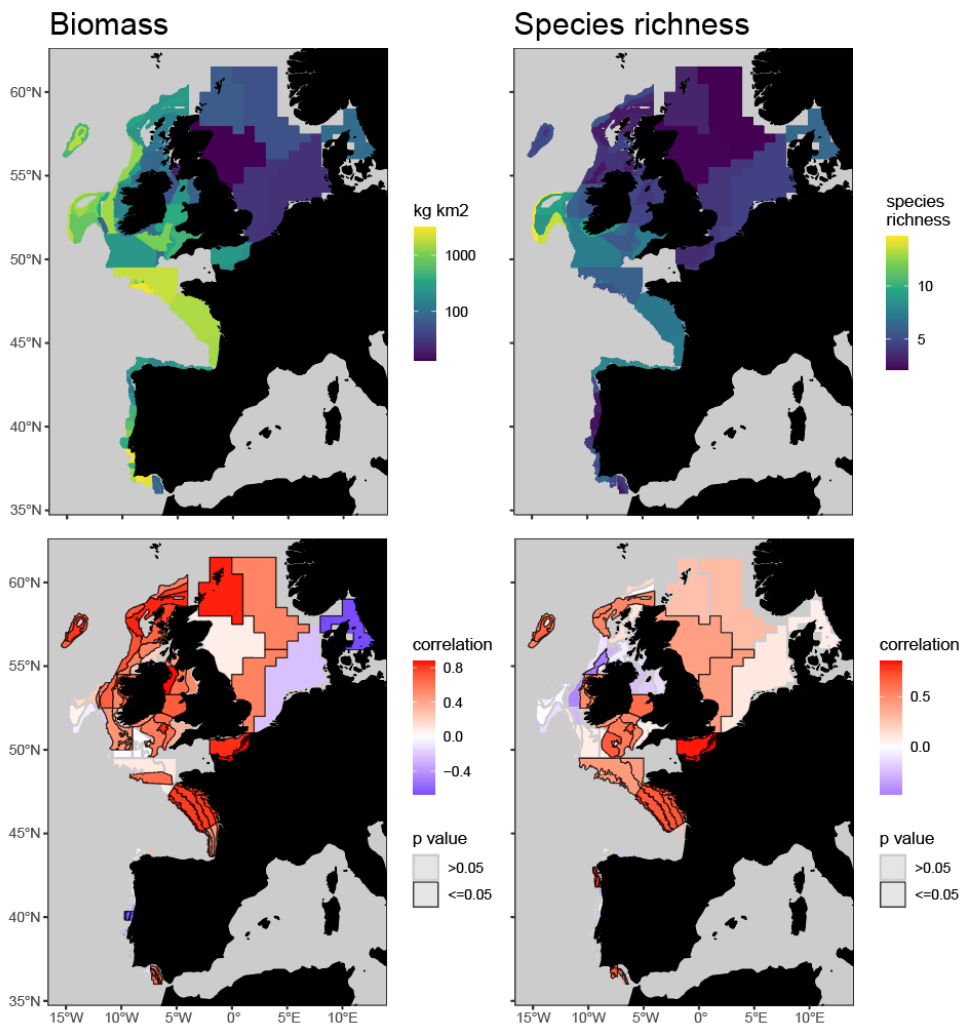 Biomass
Species richness
60°N
55°N
50°N
45°N
40°N
35°N
kg km2
1000
100
species
richness
10
5
60°N
55°N
50°N
45°N
40°N
35°N
correlation
0.8
0.4
0.0
−0.4
p value
>0.05
<=0.05
correlation
0.5
0.0
p value
>0.05
<=0.05
15°W
10°W
5°W
0°
5°E
10°E
15°W
10°W
5°W
0°
5°E
10°E